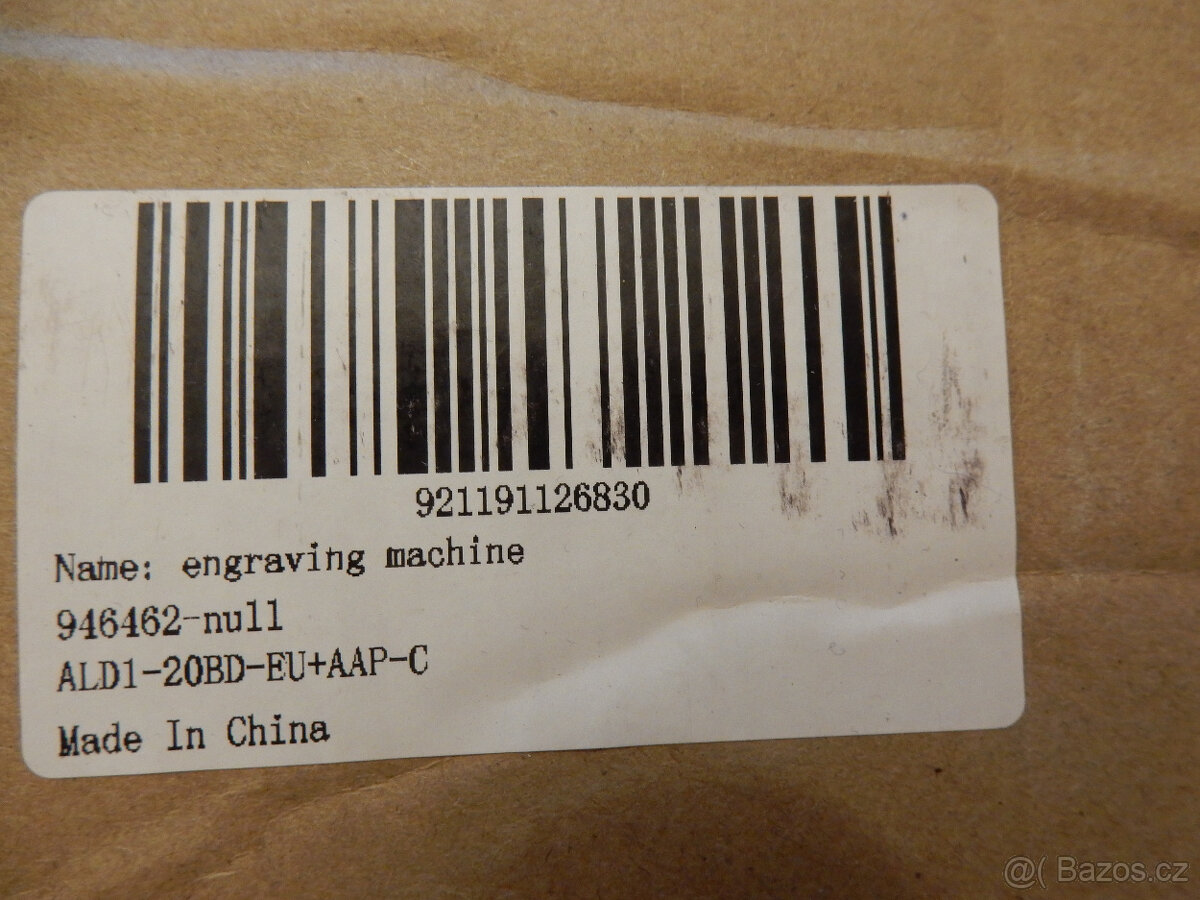 921191126830
Name: engraving machine
946462-null
ALD1-20BD-EU+AAP-C
Made In China
@( Bazos.cz